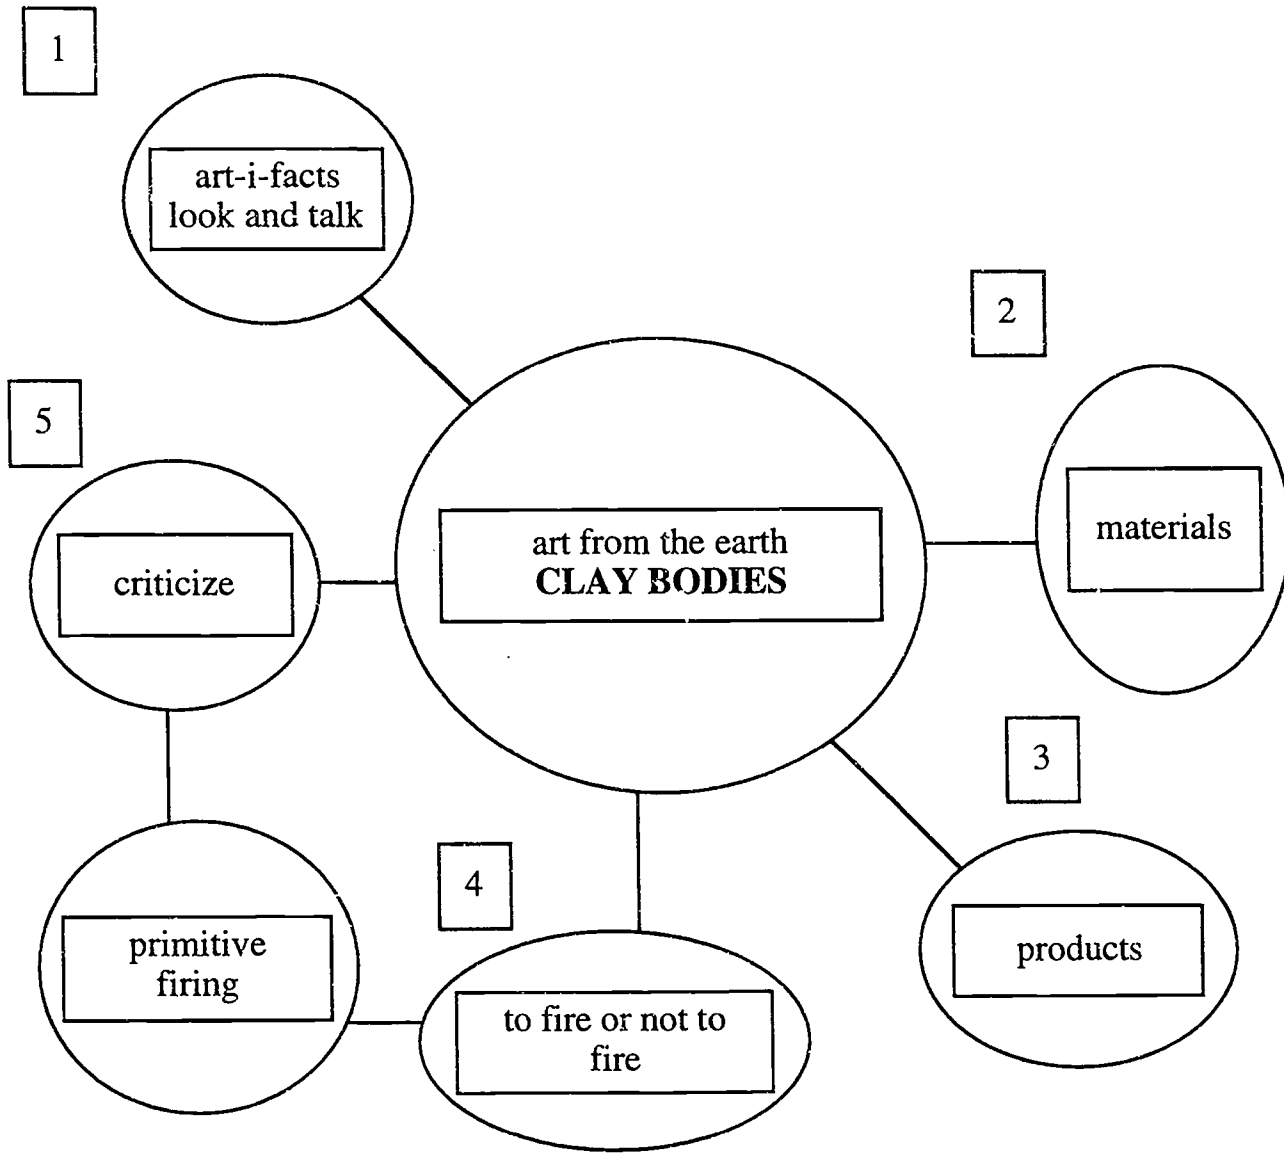 1
art-i-facts
look and talk
2
materials
5
criticize
art from the earth
CLAY BODIES
3
products
4
primitive
firing
to fire or not to
fire